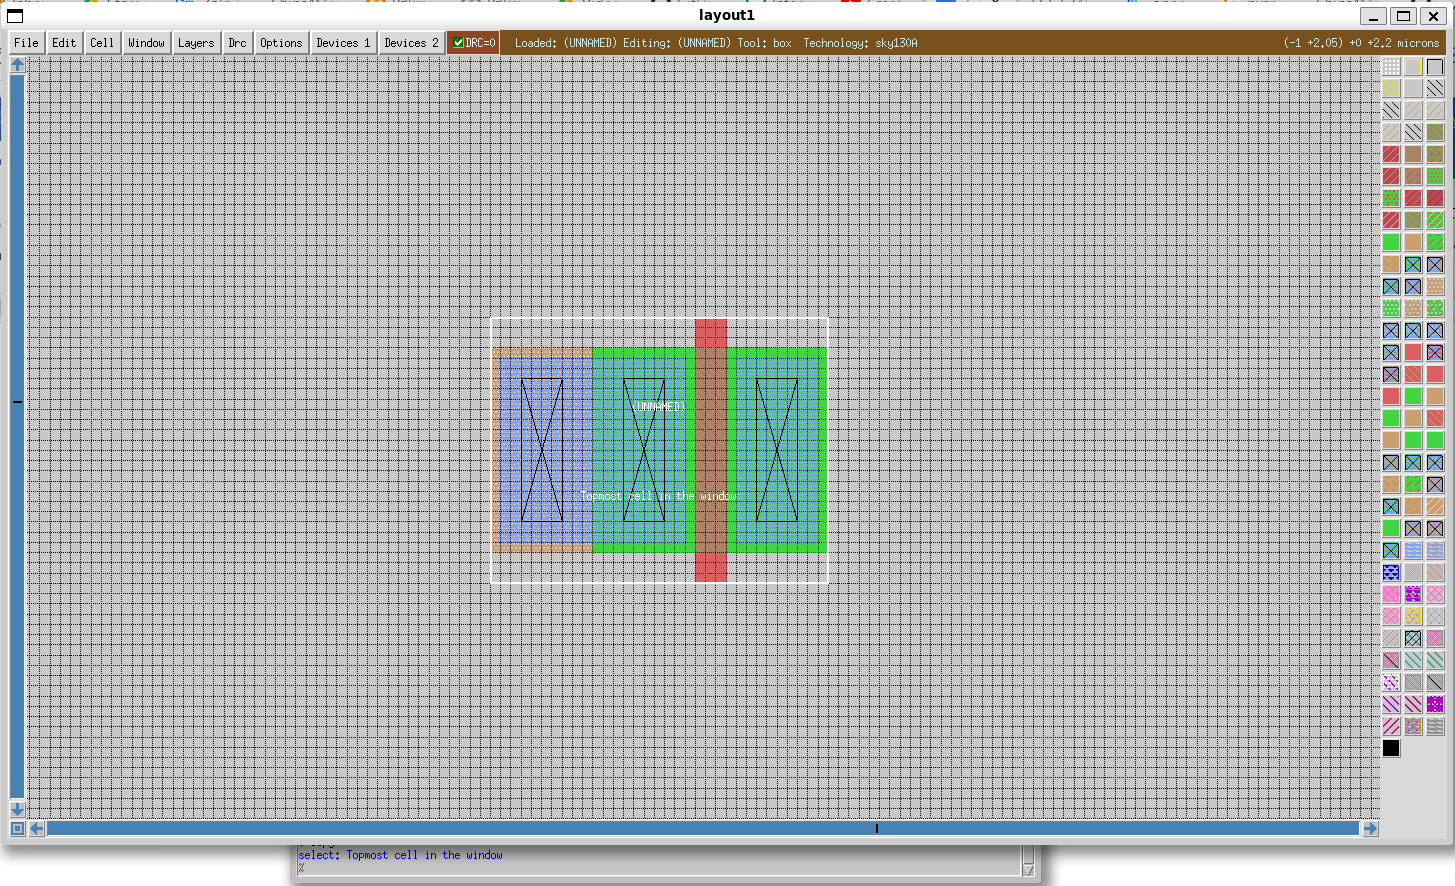 layout1
File Edit Cell Window Layers Drc Options Devices 1 Devices 2 DRC=0 Loaded: (UNNAMED) Editing: (UNNAMED) Tool: box Technology: sky130A (-1 +2.05) +0 +2.2 microns
(UNNAMED)
Topmost cell in the window
select: Topmost cell in the window
%